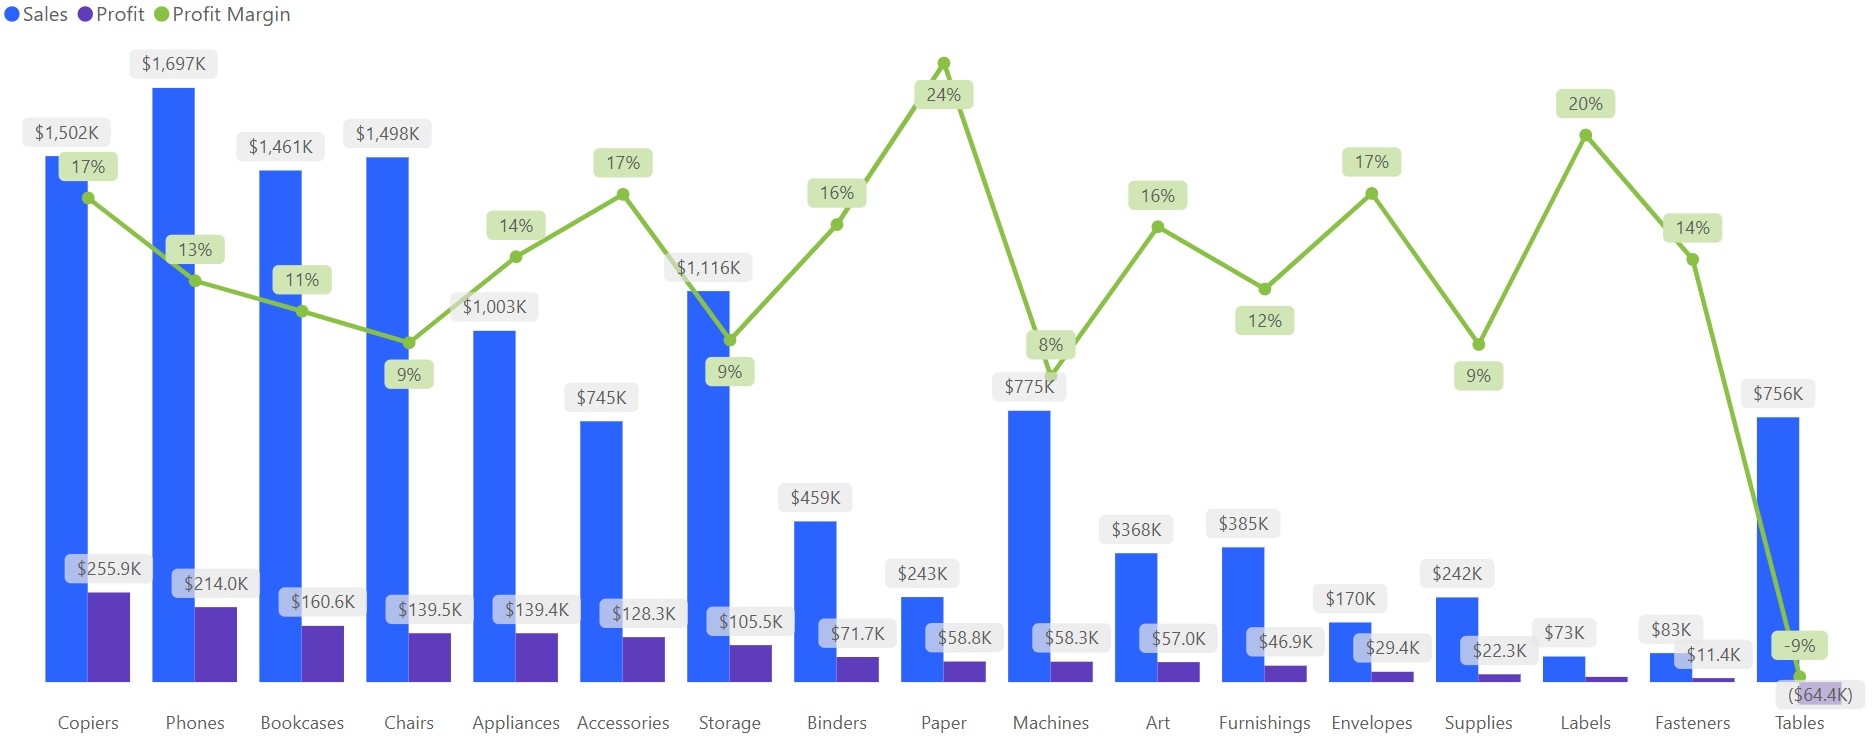 Sales Profit Profit Margin
$1,697K
24%
20%
$1,502K
$1,498K
$1,461K
17%
17%
17%
16%
16%
13%
14%
14%
11%
$1,116K
$1,003K
12%
8%
9%
9%
9%
$775K
$745K
$756K
$459K
$368K
$385K
$255.9K
$214.0K
$243K
$242K
$160.6K
$139.5K
$139.4K
$128.3K
$105.5K
$170K
$71.7K
$58.8K
$58.3K
$57.0K
$46.9K
$29.4K
$22.3K
$73K
$83K
$11.4K
-9%
($64.4K)
Copiers Phones Bookcases Chairs Appliances Accessories Storage Binders Paper Machines Art Furnishings Envelopes Supplies Labels Fasteners Tables